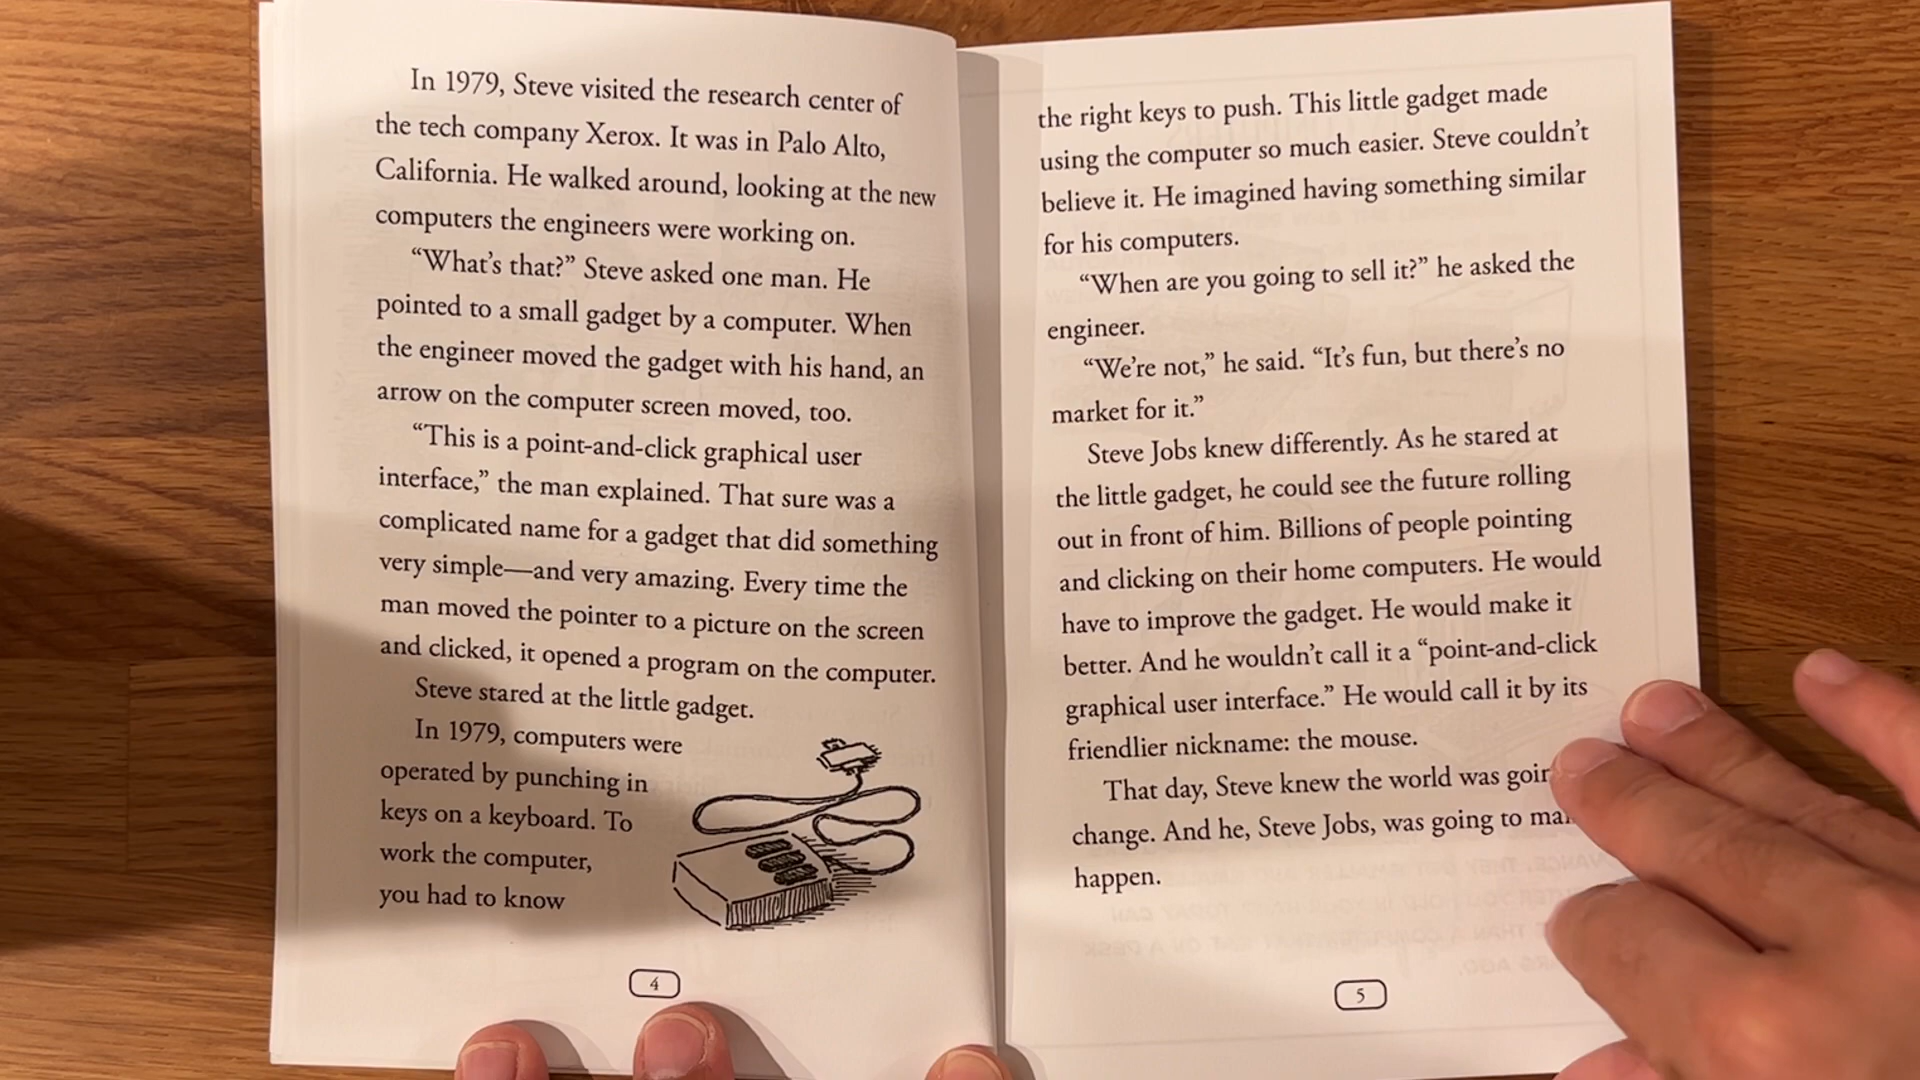 In 1979, Steve visited the research center of
the tech company Xerox. It was in Palo Alto,
California. He walked around, looking at the new
computers the engineers were working on.
“What’s that?” Steve asked one man. He
pointed to a small gadget by a computer. When
the engineer moved the gadget with his hand, an
arrow on the computer screen moved, too.
“This is a point-and-click graphical user
interface,” the man explained. That sure was a
complicated name for a gadget that did something
very simple—and very amazing. Every time the
man moved the pointer to a picture on the screen
and clicked, it opened a program on the computer.
Steve stared at the little gadget.
In 1979, computers were
operated by punching in
keys on a keyboard. To
work the computer,
you had to know
4
the right keys to push. This little gadget made
using the computer so much easier. Steve couldn’t
believe it. He imagined having something similar
for his computers.
“When are you going to sell it?” he asked the
engineer.
“We’re not,” he said. “It’s fun, but there’s no
market for it.”
Steve Jobs knew differently. As he stared at
the little gadget, he could see the future rolling
out in front of him. Billions of people pointing
and clicking on their home computers. He would
have to improve the gadget. He would make it
better. And he wouldn’t call it a “point-and-click
graphical user interface.” He would call it by its
friendlier nickname: the mouse.
That day, Steve knew the world was
change. And he, Steve Jobs, was going to
happen.
5